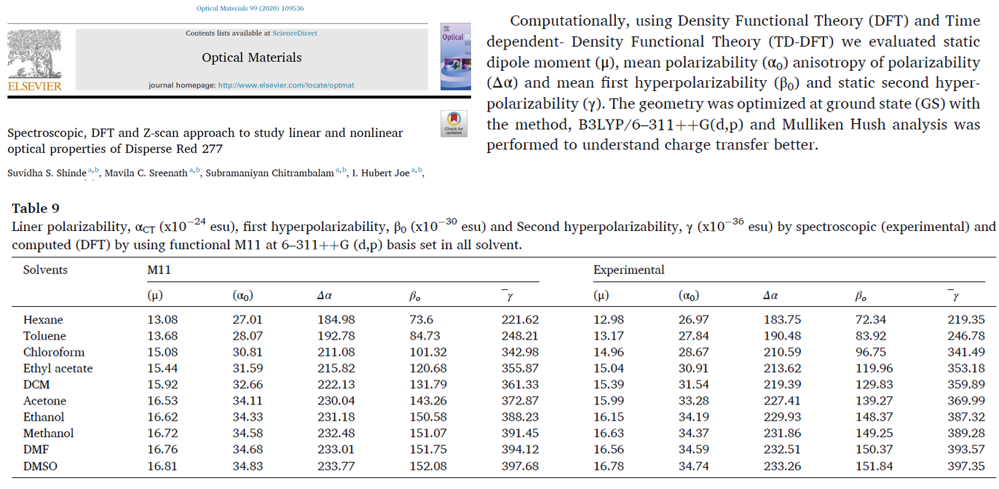 Optical Materials 99 (2020) 109536
Contents lists available at ScienceDirect
Optical Materials
ELSEVIER
journal homepage: http://www.elsevier.com/locate/optmat
Optical
Check for
updates
Spectroscopic, DFT and Z-scan approach to study linear and nonlinear
optical properties of Disperse Red 277
Suvidha S. Shinde a,b, Mavila C. Sreenath a,b, Subramaniyan Chitrambalam a,b, I. Hubert Joe a,b,
Computationally, using Density Functional Theory (DFT) and Time
dependent- Density Functional Theory (TD-DFT) we evaluated static
dipole moment (μ), mean polarizability (α0) anisotropy of polarizability
(Δα) and mean first hyperpolarizability (β0) and static second hyper-
polarizability (γ). The geometry was optimized at ground state (GS) with
the method, B3LYP/6–311++G(d,p) and Mulliken Hush analysis was
performed to understand charge transfer better.
Table 9
Liner polarizability, αCT (x10−24 esu), first hyperpolarizability, β0 (x10−30 esu) and Second hyperpolarizability, γ (x10−36 esu) by spectroscopic (experimental) and
computed (DFT) by using functional M11 at 6–311++G (d,p) basis set in all solvent.
Solvents M11 Experimental
(μ) (α0) Δα βo ¯γ (μ) (α0) Δα βo ¯γ
Hexane 13.08 27.01 184.98 73.6 221.62 12.98 26.97 183.75 72.34 219.35
Toluene 13.68 28.07 192.78 84.73 248.21 13.17 27.84 190.48 83.92 246.78
Chloroform 15.08 30.81 211.08 101.32 342.98 14.96 28.67 210.59 96.75 341.49
Ethyl acetate 15.44 31.59 215.82 120.68 355.87 15.04 30.91 213.62 119.96 353.18
DCM 15.92 32.66 222.13 131.79 361.33 15.39 31.54 219.39 129.83 359.89
Acetone 16.53 34.11 230.04 143.26 372.87 15.99 33.28 227.41 139.27 369.99
Ethanol 16.62 34.33 231.18 150.58 388.23 16.15 34.19 229.93 148.37 387.32
Methanol 16.72 34.58 232.48 151.07 391.45 16.63 34.37 231.86 149.25 389.28
DMF 16.76 34.68 233.01 151.75 394.12 16.56 34.59 232.51 150.37 393.57
DMSO 16.81 34.83 233.77 152.08 397.68 16.78 34.74 233.26 151.84 397.35